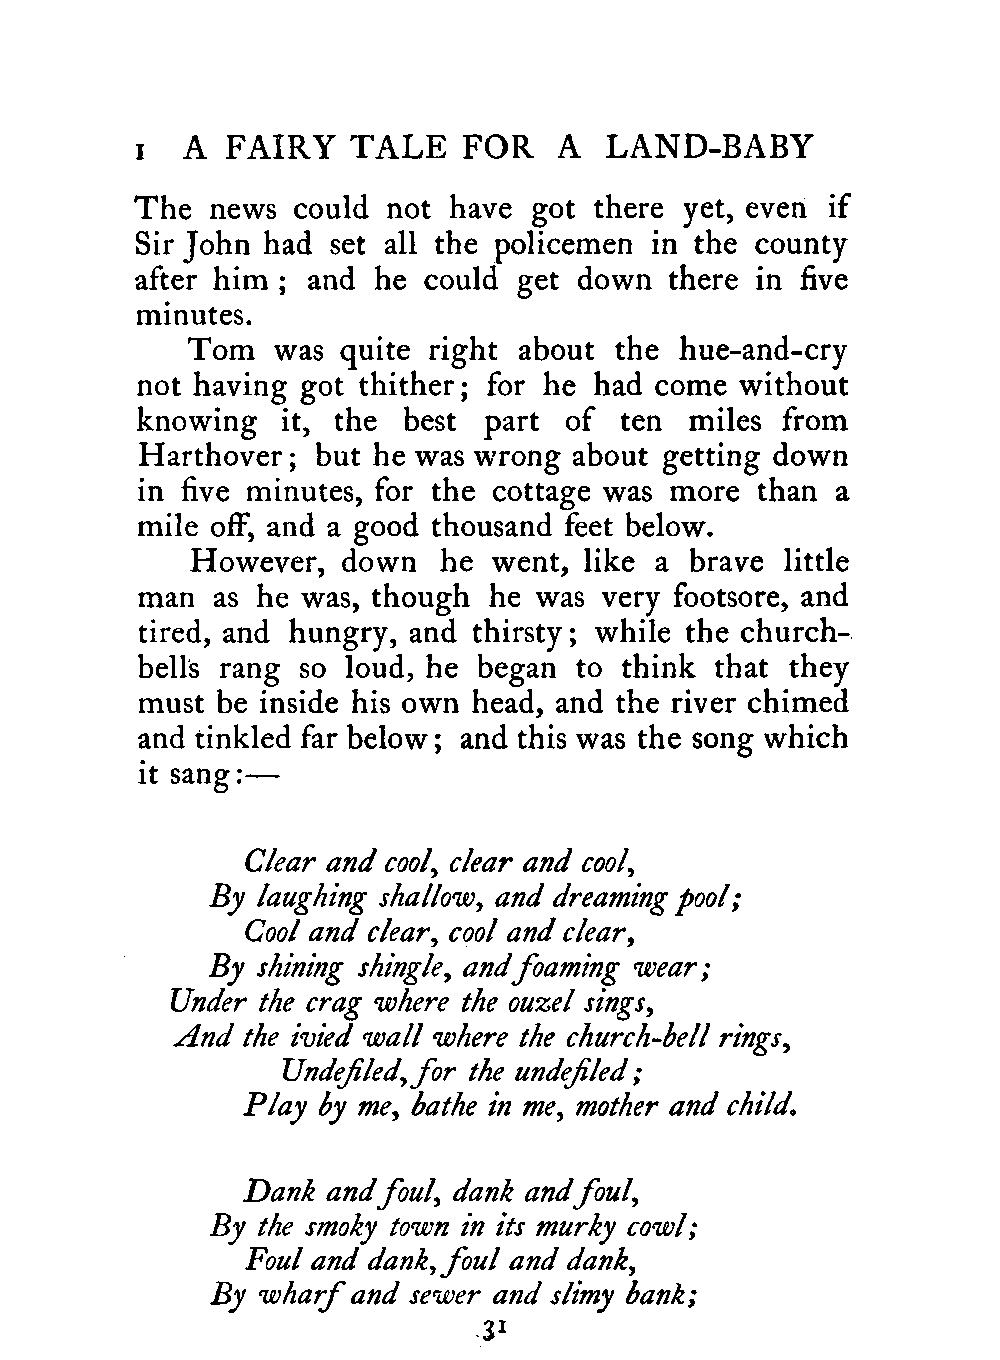 I A FAIRY TALE FOR A LAND-BABY
The news could not have got there yet, even if
Sir John had set all the policemen in the county
after him ; and he could get down there in five
minutes.
Tom was quite right about the hue-and-cry
not having got thither; for he had come without
knowing it, the best part of ten miles from
Harthover; but he was wrong about getting down
in five minutes, for the cottage was more than a
mile off, and a good thousand feet below.
However, down he went, like a brave little
man as he was, though he was very footsore, and
tired, and hungry, and thirsty; while the church-
bells rang so loud, he began to think that they
must be inside his own head, and the river chimed
and tinkled far below; and this was the song which
it sang:—
Clear and cool, clear and cool,
By laughing shallow, and dreaming pool;
Cool and clear, cool and clear,
By shining shingle, and foaming wear;
Under the crag where the ouzel sings,
And the ivied wall where the church-bell rings,
Undefiled, for the undefiled;
Play by me, bathe in me, mother and child.
Dank and foul, dank and foul,
By the smoky town in its murky cowl;
Foul and dank, foul and dank,
By wharf and sewer and slimy bank;
31